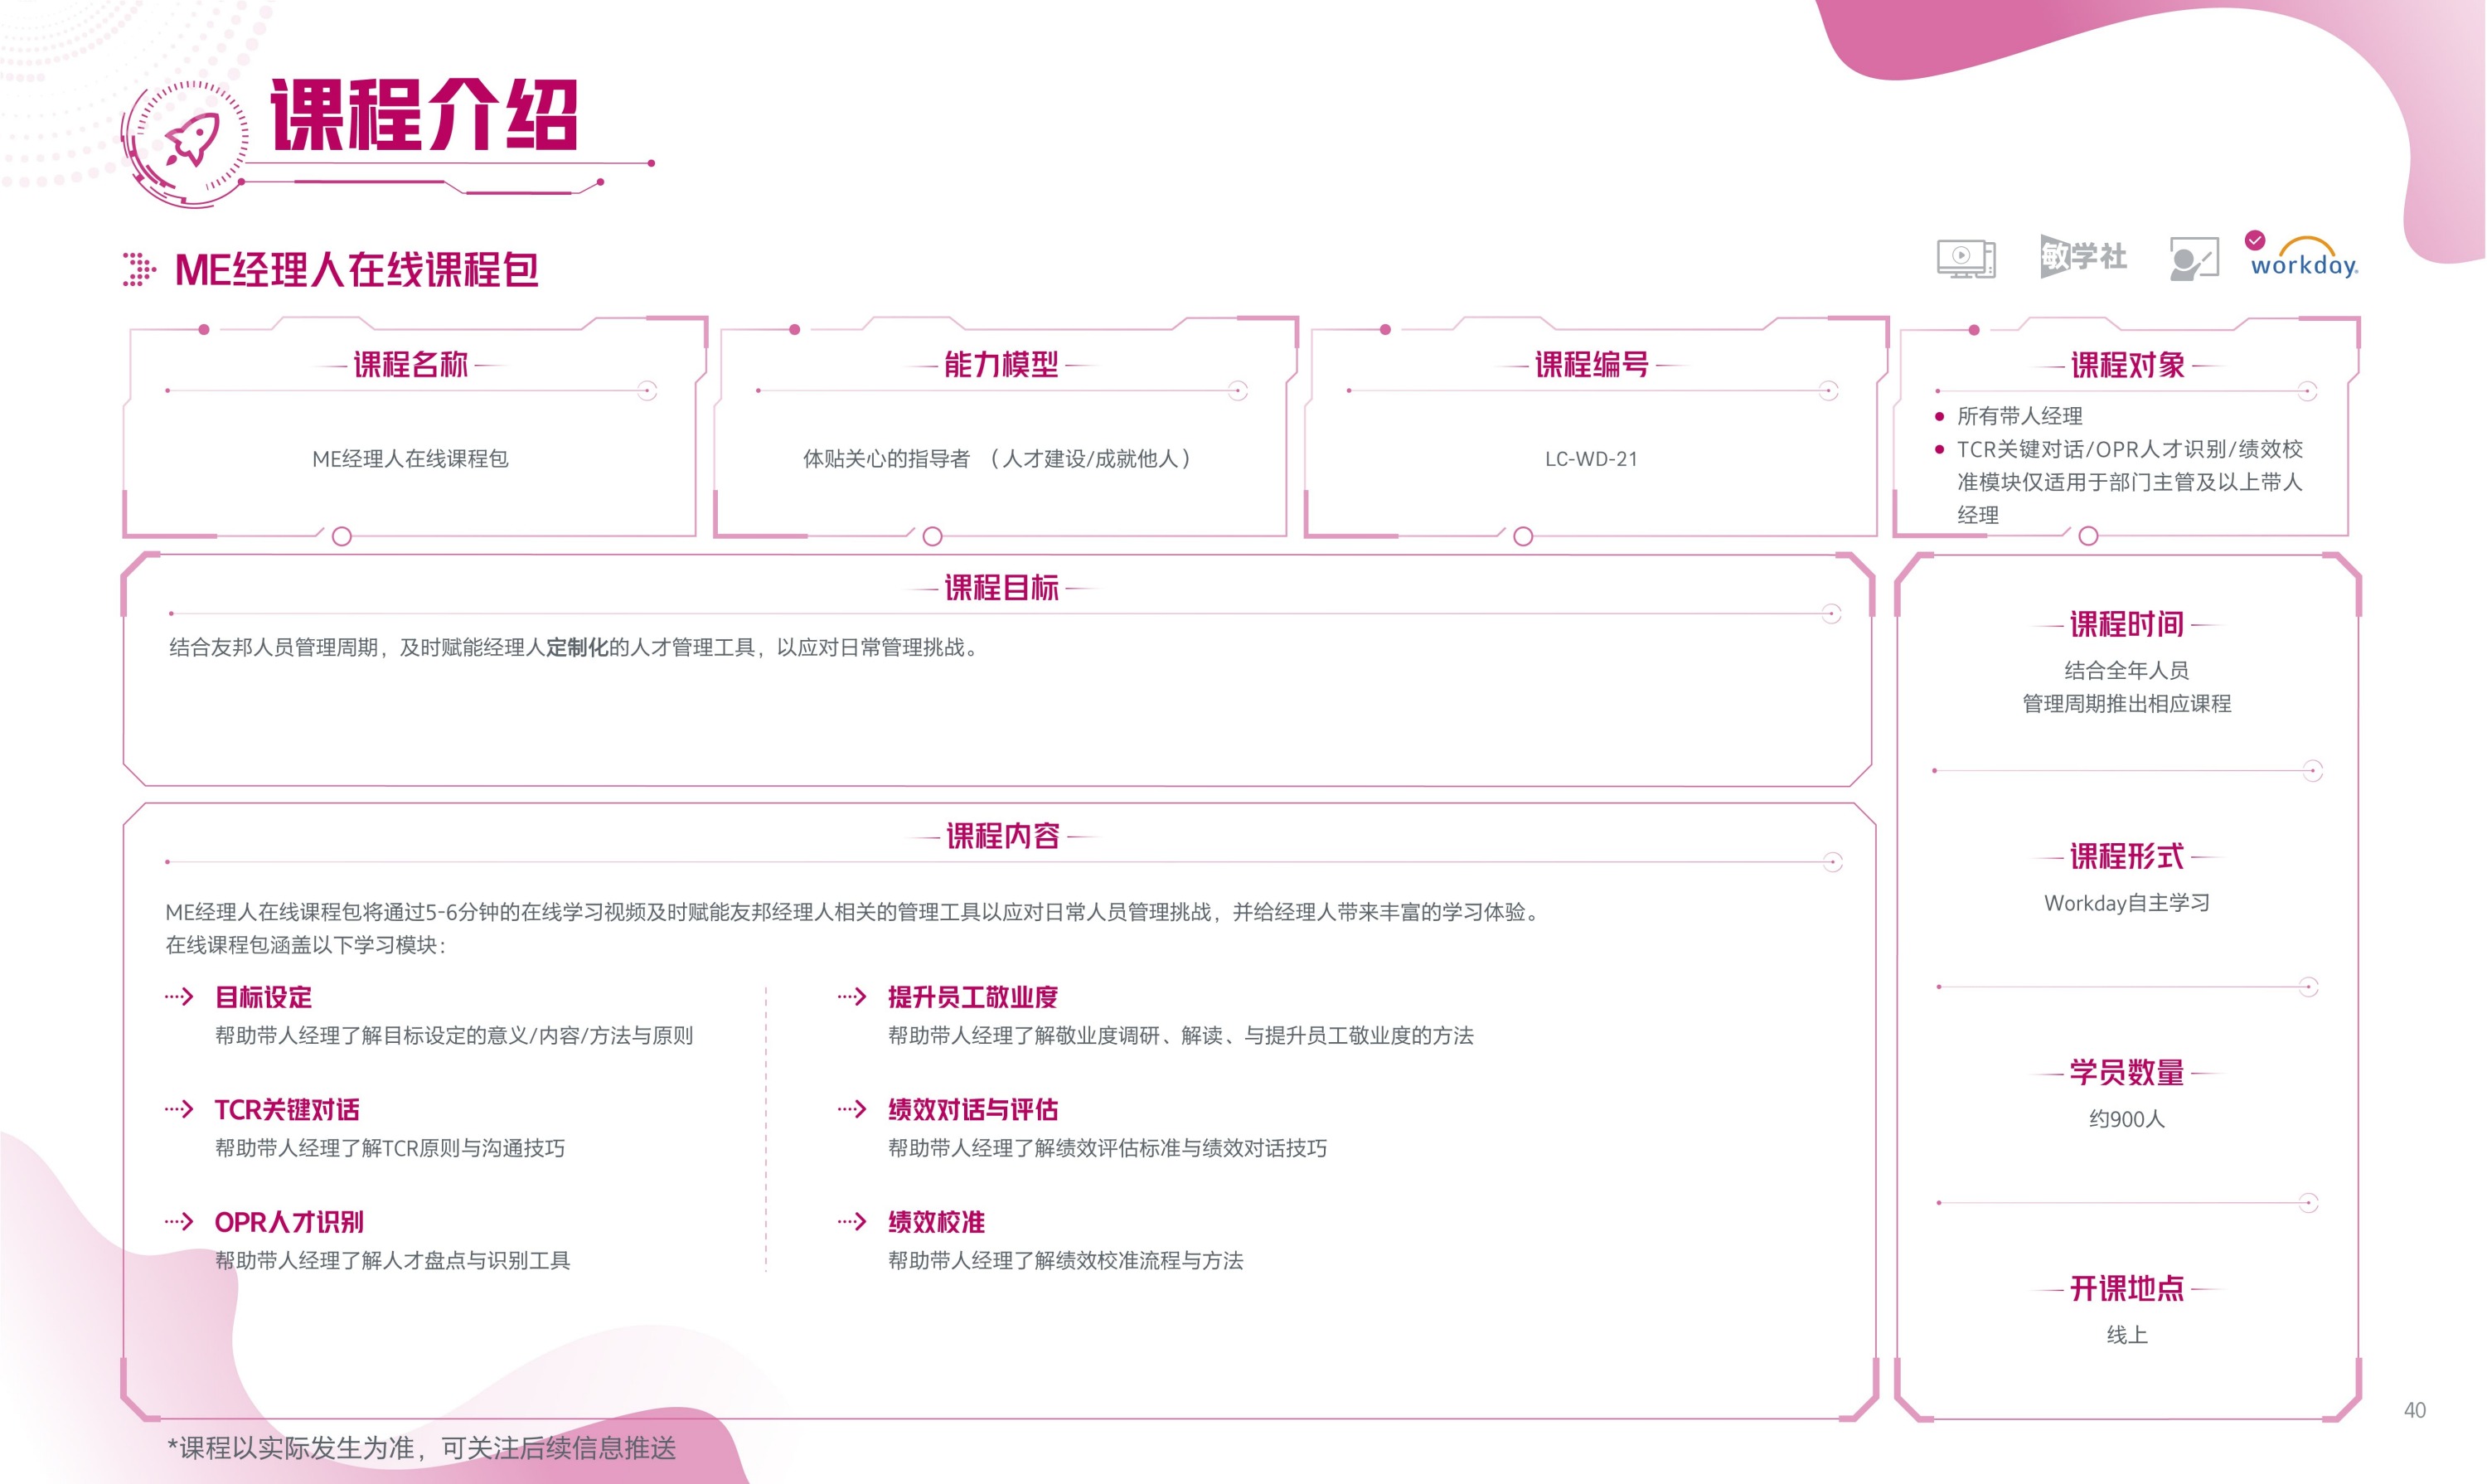 课程介绍
ME经理人在线课程包
敏学社
workday.
课程名称
ME经理人在线课程包
能力模型
体贴关心的指导者 （人才建设/成就他人）
课程编号
LC-WD-21
课程对象
所有带人经理
TCR关键对话/OPR人才识别/绩效校
准模块仅适用于部门主管及以上带人
经理
课程目标
结合友邦人员管理周期，及时赋能经理人定制化的人才管理工具，以应对日常管理挑战。
课程内容
ME经理人在线课程包将通过5-6分钟的在线学习视频及时赋能友邦经理人相关的管理工具以应对日常人员管理挑战，并给经理人带来丰富的学习体验。
在线课程包涵盖以下学习模块：
目标设定
帮助带人经理了解目标设定的意义/内容/方法与原则
TCR关键对话
帮助带人经理了解TCR原则与沟通技巧
OPR人才识别
帮助带人经理了解人才盘点与识别工具
提升员工敬业度
帮助带人经理了解敬业度调研、解读、与提升员工敬业度的方法
绩效对话与评估
帮助带人经理了解绩效评估标准与绩效对话技巧
绩效校准
帮助带人经理了解绩效校准流程与方法
课程时间
结合全年人员
管理周期推出相应课程
课程形式
Workday自主学习
学员数量
约900人
开课地点
线上
*课程以实际发生为准，可关注后续信息推送
40